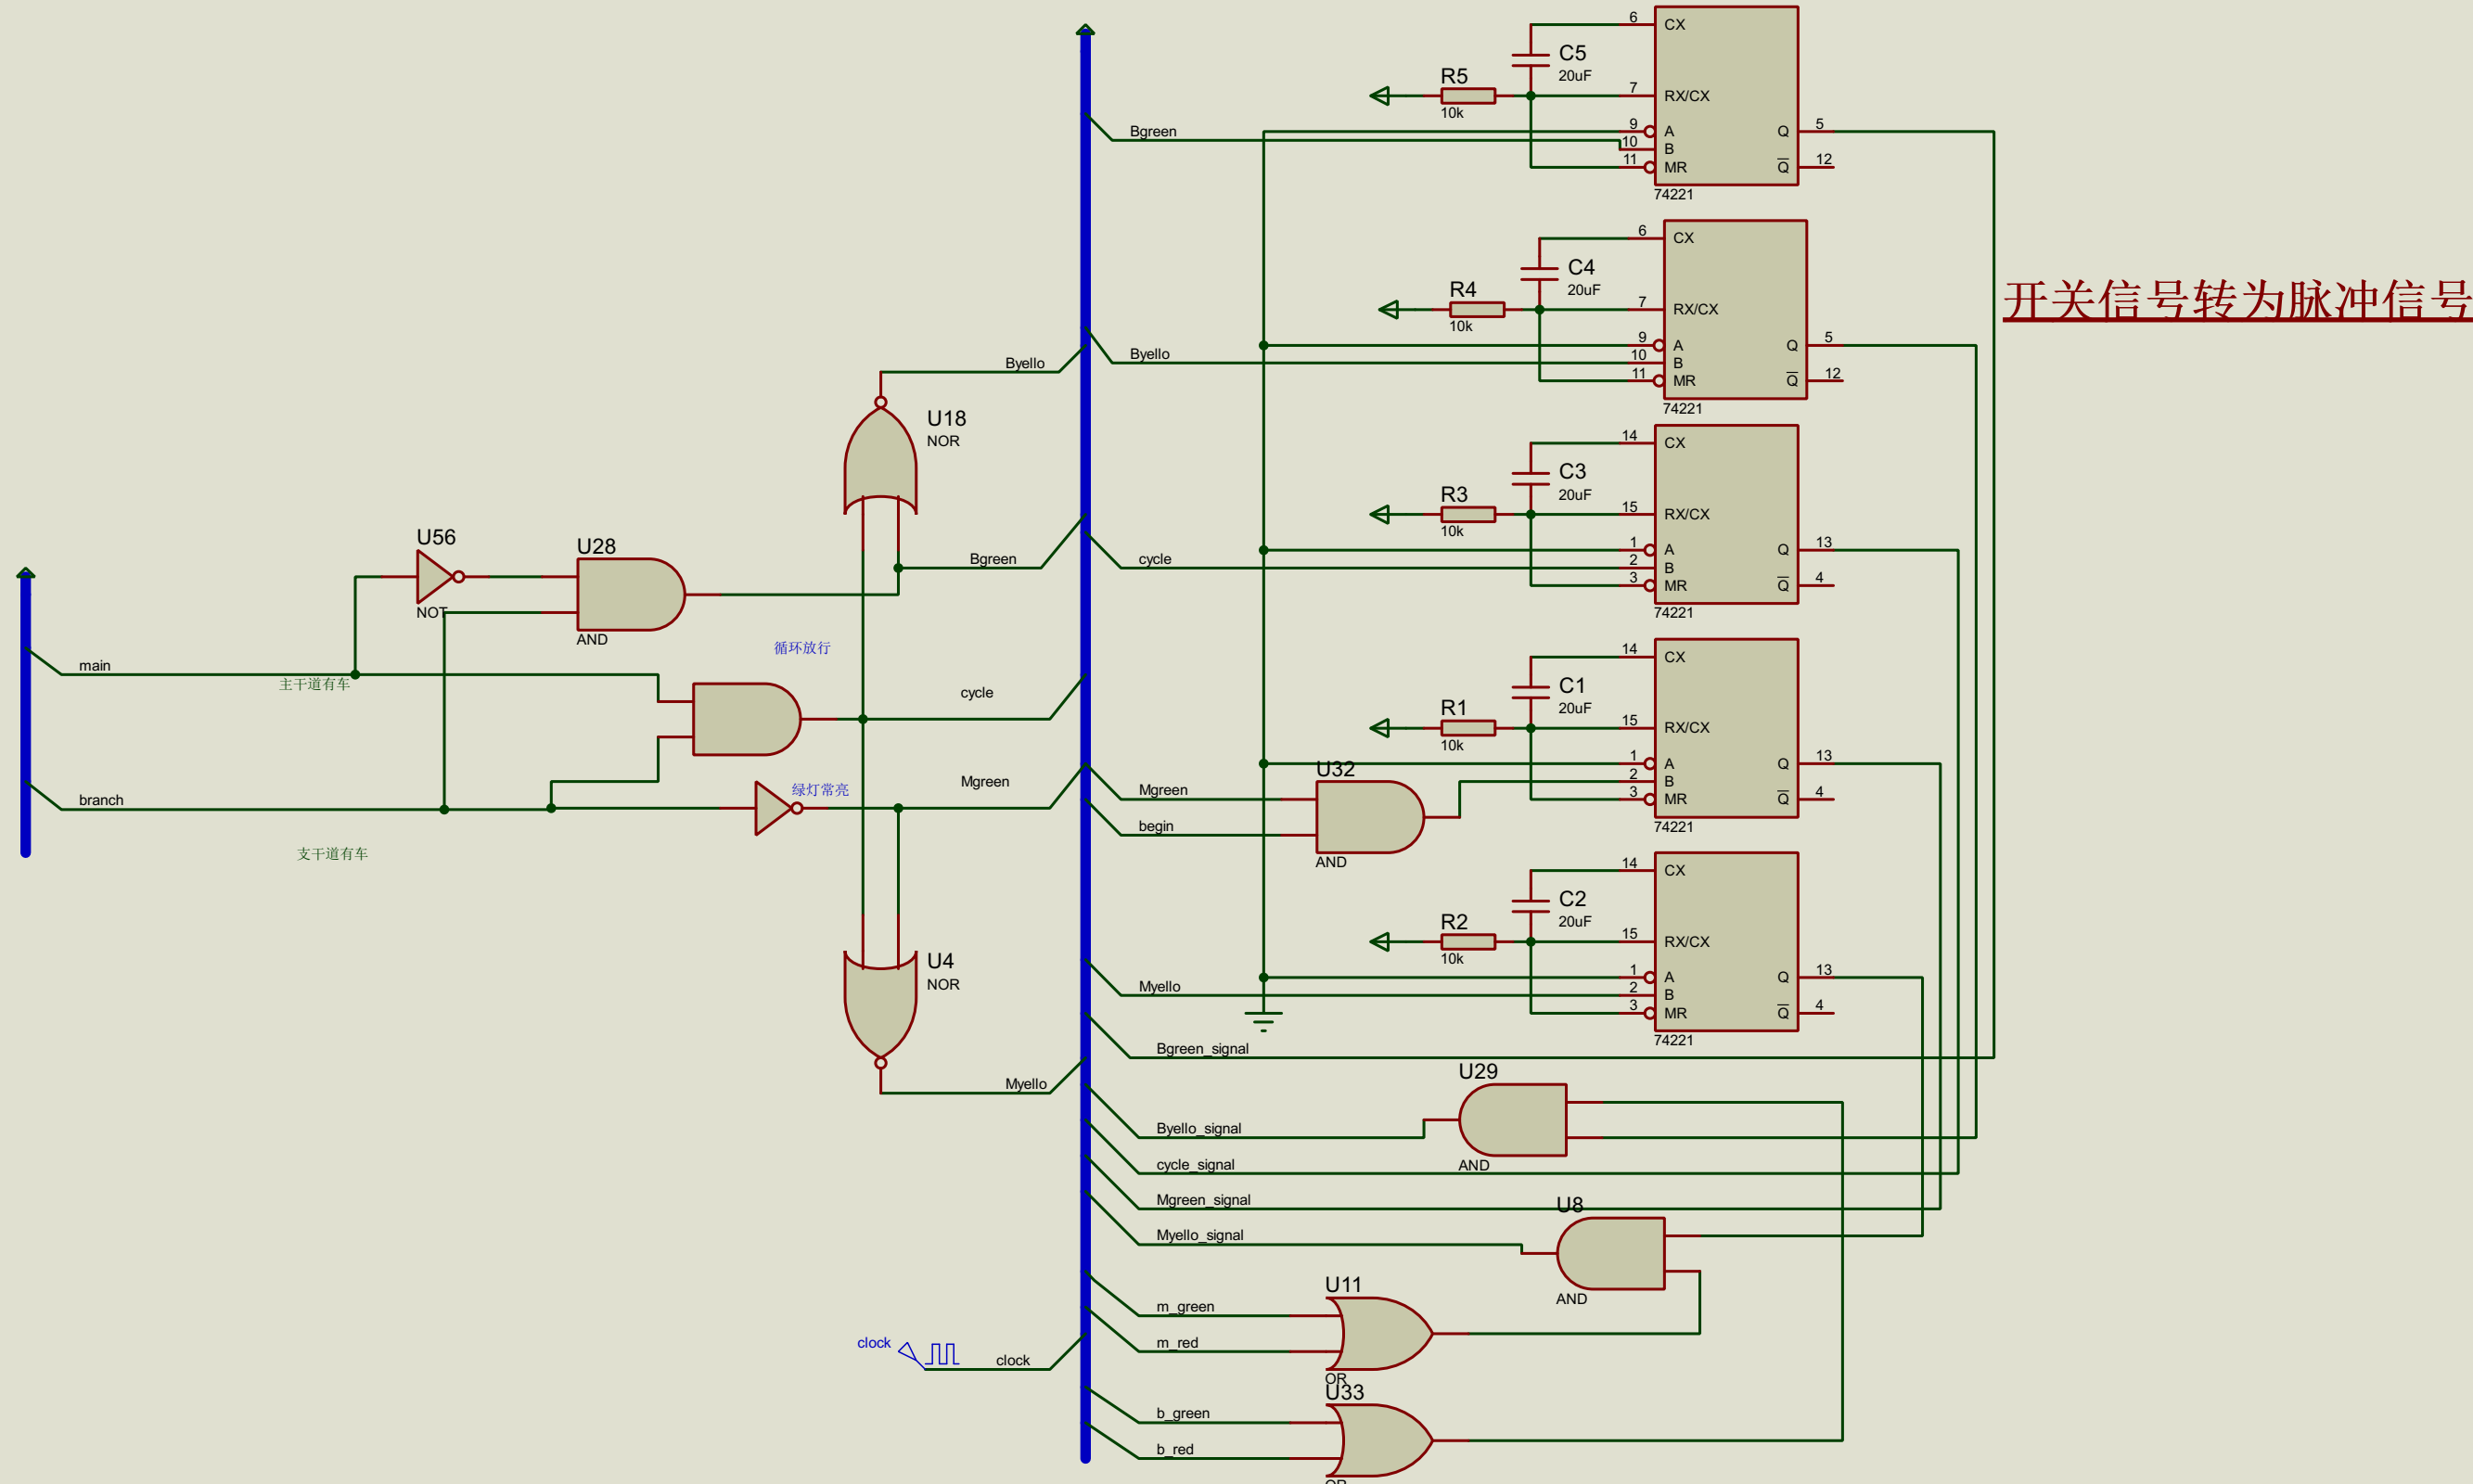 main
主干道有车
branch
支干道有车
U56
NOT
U28
AND
循环放行
cycle
绿灯常亮
Mgreen
U18
NOR
Byello
Bgreen
U4
NOR
Myello
clock
clock
Bgreen
Byello
cycle
Mgreen
begin
U32
AND
Myello
Bgreen_signal
Byello_signal
cycle_signal
Mgreen_signal
Myello_signal
m_green
m_red
b_green
b_red
U11
OR
U33
OR
U29
AND
U8
AND
R5
10k
C5
20uF
6
CX
7
RX/CX
9
A
10
B
11
MR
Q
5
Q
12
74221
R4
10k
C4
20uF
6
CX
7
RX/CX
9
A
10
B
11
MR
Q
5
Q
12
74221
R3
10k
C3
20uF
14
CX
15
RX/CX
1
A
2
B
3
MR
Q
13
Q
4
74221
R1
10k
C1
20uF
14
CX
15
RX/CX
1
A
2
B
3
MR
Q
13
Q
4
74221
R2
10k
C2
20uF
14
CX
15
RX/CX
1
A
2
B
3
MR
Q
13
Q
4
74221
开关信号转为脉冲信号